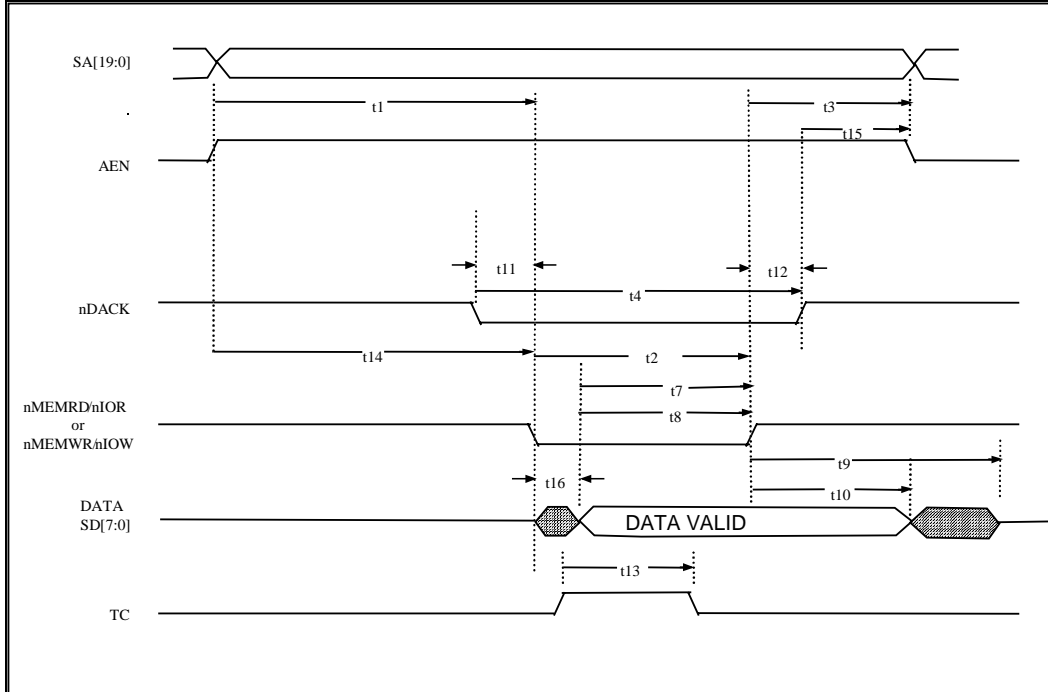 SA[19:0]
t1
t3
.
t15
AEN
t11
t12
t4
nDACK
t14
t2
t7
nMEMRD/nIOR
t8
or
nMEMWR/nIOW
t9
t16
t10
DATA
SD[7:0]
DATA VALID
t13
TC